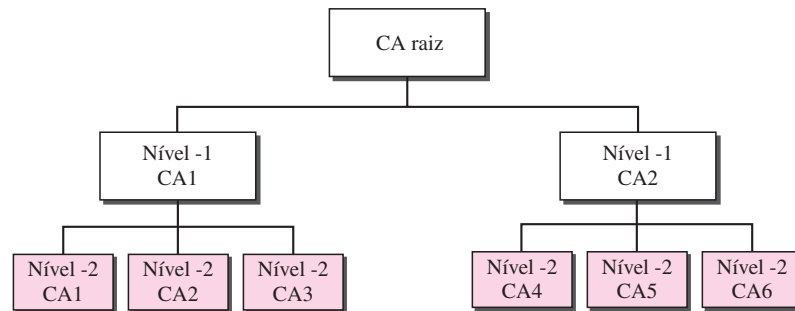 CA raiz
Nível -1
CA1
Nível -1
CA2
Nível -2
CA1
Nível -2
CA2
Nível -2
CA3
Nível -2
CA4
Nível -2
CA5
Nível -2
CA6